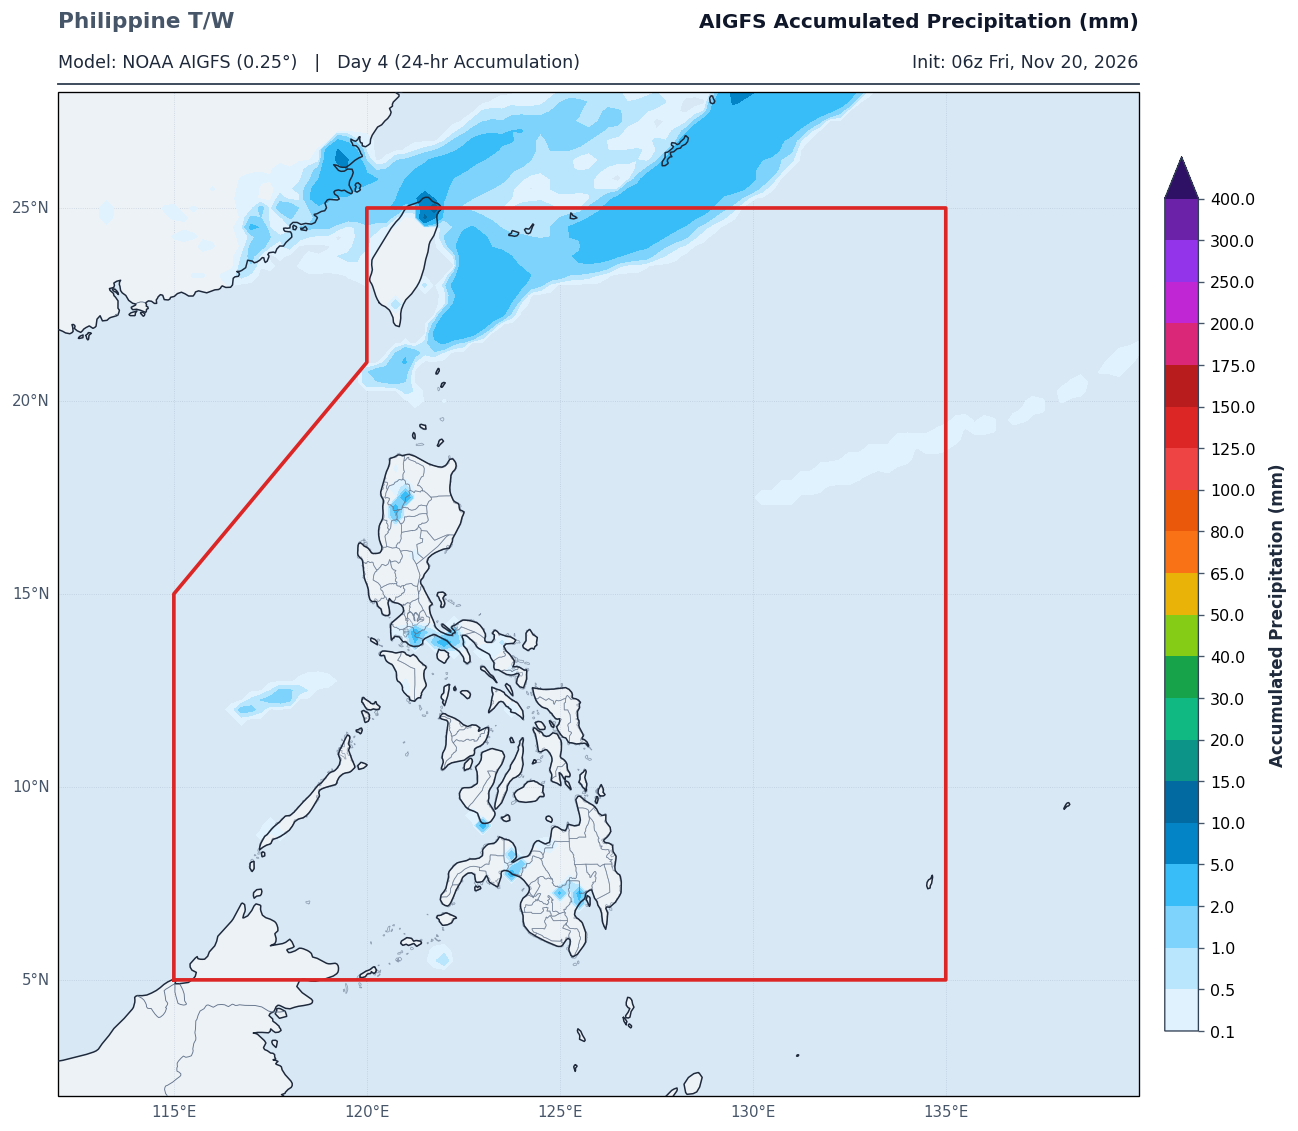 Philippine T/W
AIGFS Accumulated Precipitation (mm)
Model: NOAA AIGFS (0.25°) | Day 4 (24-hr Accumulation)
Init: 06z Fri, Nov 20, 2026
25°N
20°N
15°N
10°N
5°N
115°E
120°E
125°E
130°E
135°E
400.0
300.0
250.0
200.0
175.0
150.0
125.0
100.0
80.0
65.0
50.0
40.0
30.0
20.0
15.0
10.0
5.0
2.0
1.0
0.5
0.1
Accumulated Precipitation (mm)